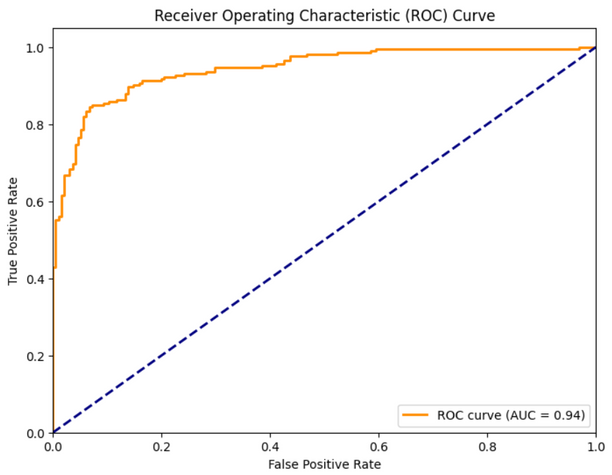 Receiver Operating Characteristic (ROC) Curve
1.0
0.8
0.6
0.4
0.2
0.0
True Positive Rate
ROC curve (AUC = 0.94)
0.0 0.2 0.4 0.6 0.8 1.0
False Positive Rate